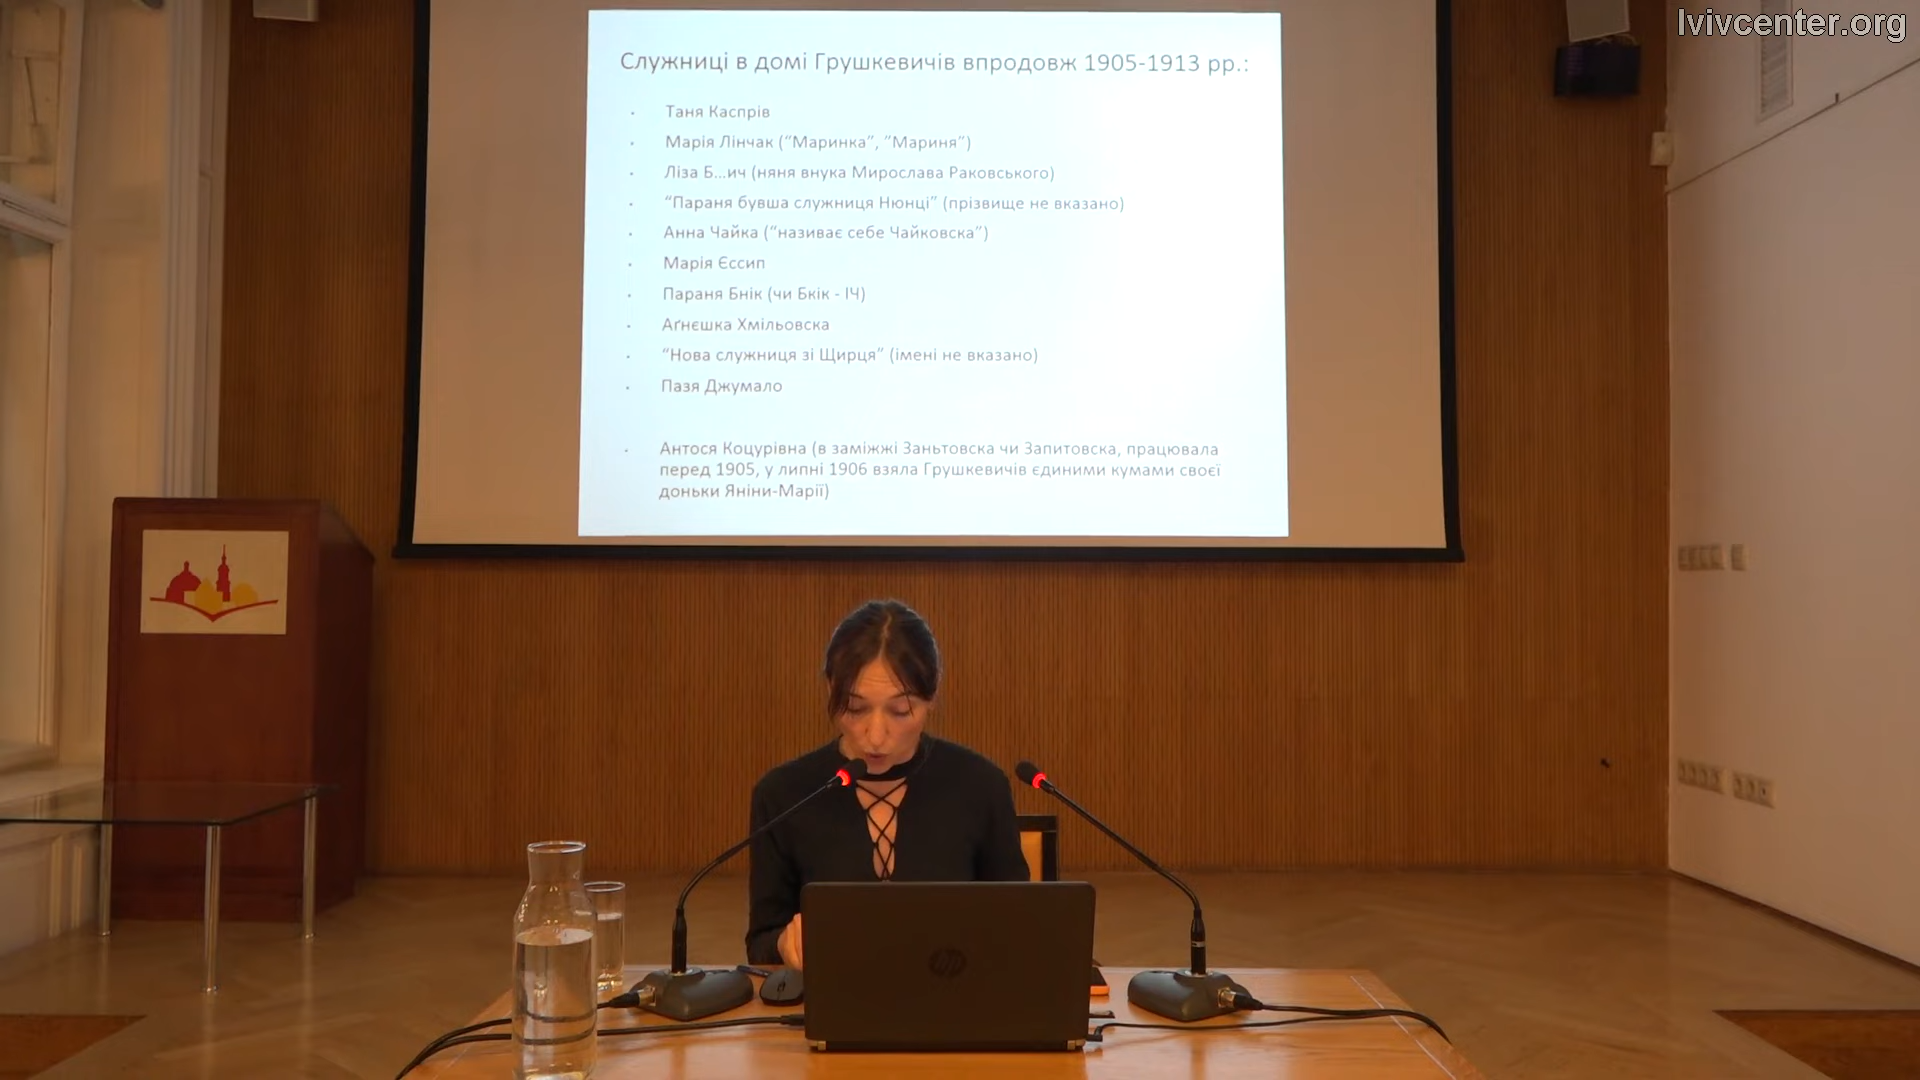 lvivcenter.org
Служниці в домі Грушкевичів впродовж 1905-1913 рр.:
· Таня Каспрів
· Марія Лінчак (“Маринка”, “Мариня”)
· Ліза Б...ич (няня внука Мирослава Раковського)
· “Параня бувша служниця Нюнці” (прізвище не вказано)
· Анна Чайка (“називає себе Чайковска”)
· Марія Єссип
· Параня Бнік (чи Бкік - ІЧ)
· Аґнєшка Хмільовска
· “Нова служниця зі Щирця” (імені не вказано)
· Пазя Джумало
· Антося Коцурівна (в заміжжі Заньтовска чи Запитовска, працювала
перед 1905, у липні 1906 взяла Грушкевичів єдиними кумами своєї
доньки Яніни-Марії)
hp